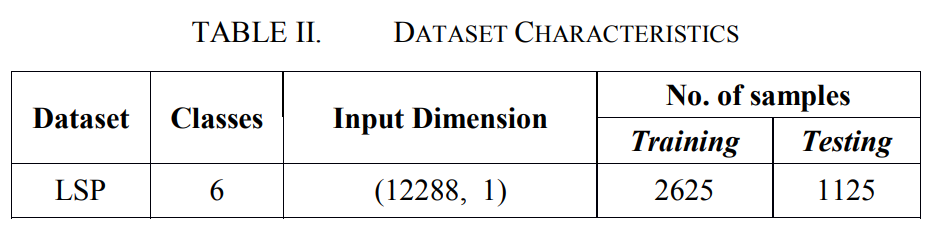 TABLE II. DATASET CHARACTERISTICS
Dataset Classes Input Dimension No. of samples
Training Testing
LSP 6 (12288, 1) 2625 1125